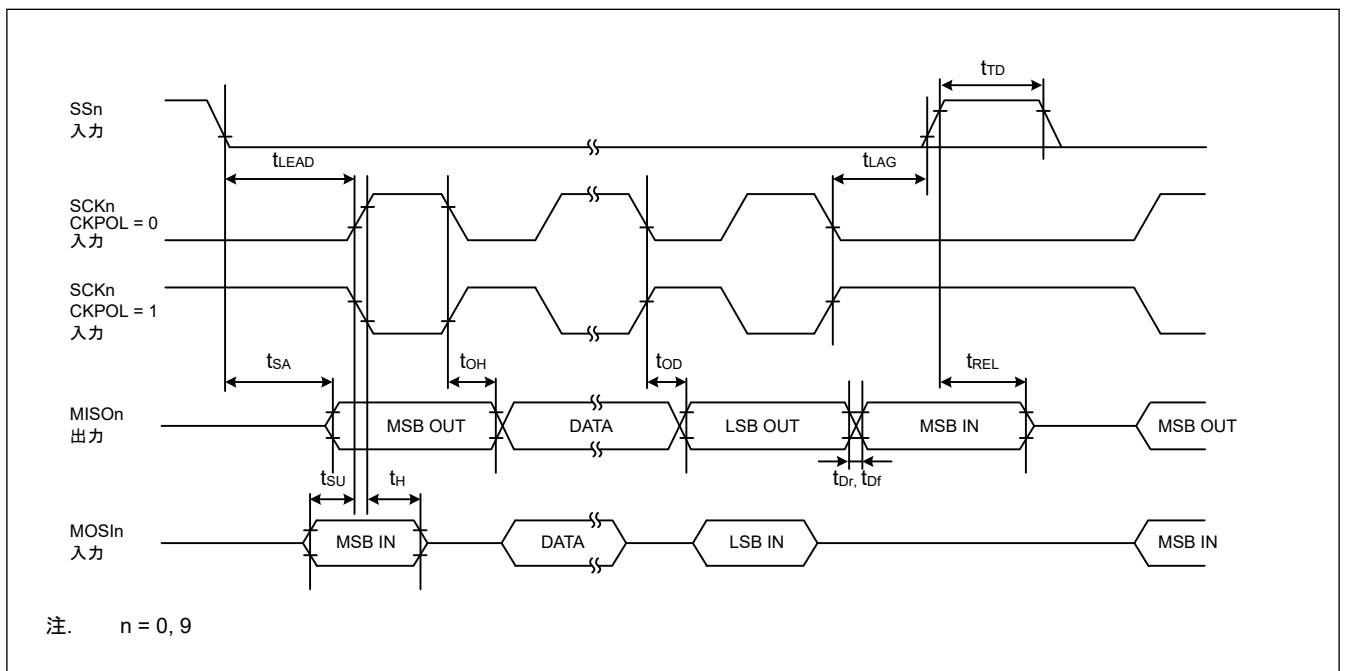 tTD
SSn
入力
tLEAD
tLAG
SCKn
CKPOL = 0
入力
SCKn
CKPOL = 1
入力
tSA
tOH
tOD
tREL
MISOn
出力
MSB OUT
DATA
LSB OUT
MSB IN
MSB OUT
tSU
tH
tDr, tDf
MOSIn
入力
MSB IN
DATA
LSB IN
MSB IN
注. n = 0, 9